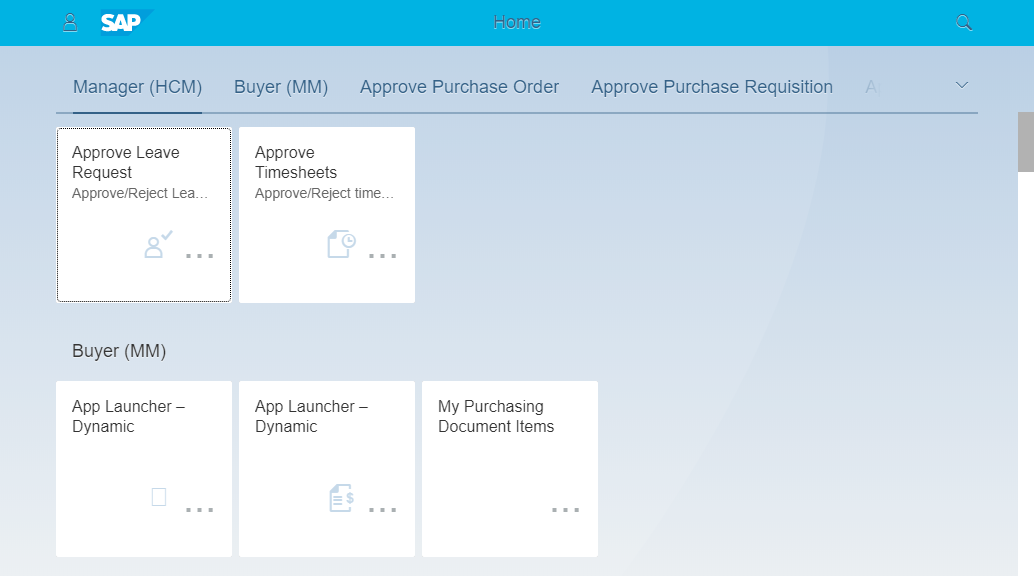 SAP Home
Manager (HCM) Buyer (MM) Approve Purchase Order Approve Purchase Requisition
Approve Leave
Request
Approve/Reject Lea...
...
Approve
Timesheets
Approve/Reject time...
...
Buyer (MM)
App Launcher –
Dynamic
...
App Launcher –
Dynamic
$
...
My Purchasing
Document Items
...